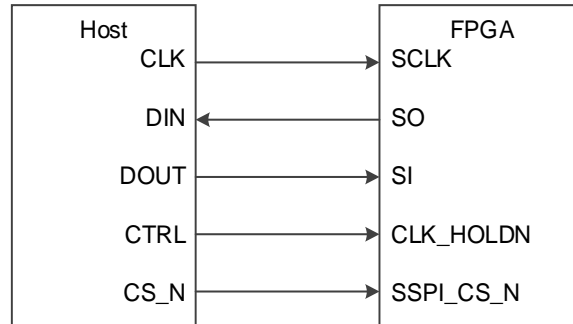 Host
FPGA
CLK
SCLK
DIN
SO
DOUT
SI
CTRL
CLK_HOLDN
CS_N
SSPI_CS_N